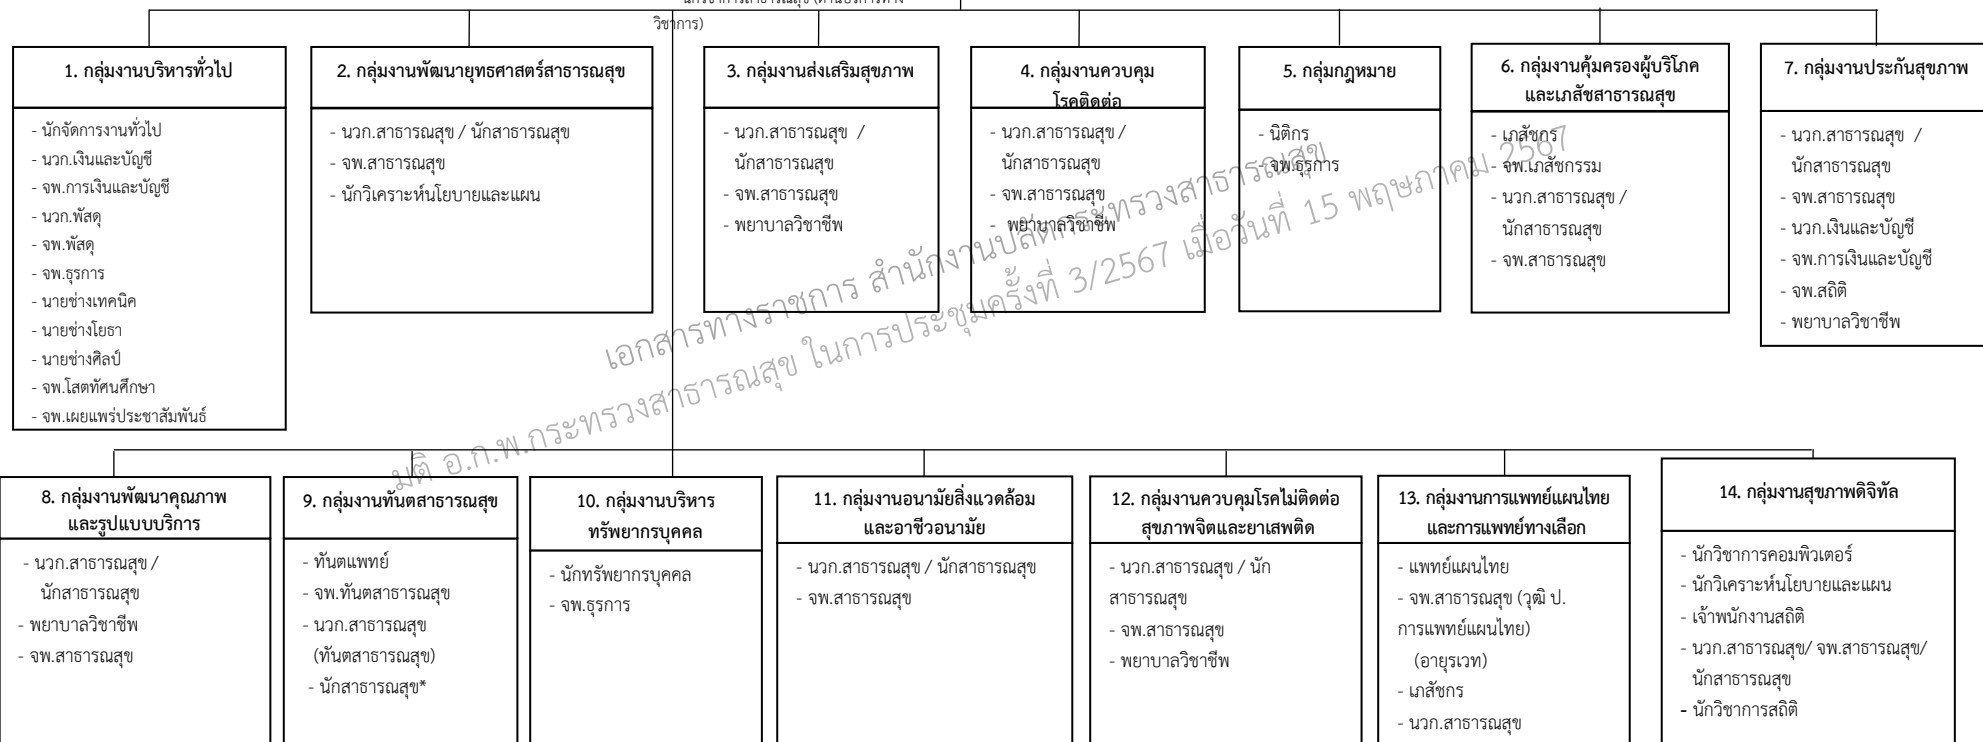 นักวิชาการสาธารณสุข (ด้านบริการทาง
วิชาการ)
1. กลุ่มงานบริหารทั่วไป
- นักจัดการงานทั่วไป
- นวก.เงินและบัญชี
- จพ.การเงินและบัญชี
- นวก.พัสดุ
- จพ.พัสดุ
- จพ.ธุรการ
- นายช่างเทคนิค
- นายช่างโยธา
- นายช่างศิลป์
- จพ.โสตทัศนศึกษา
- จพ.เผยแพร่ประชาสัมพันธ์
2. กลุ่มงานพัฒนายุทธศาสตร์สาธารณสุข
- นวก.สาธารณสุข / นักสาธารณสุข
- จพ.สาธารณสุข
- นักวิเคราะห์นโยบายและแผน
3. กลุ่มงานส่งเสริมสุขภาพ
- นวก.สาธารณสุข /
นักสาธารณสุข
- จพ.สาธารณสุข
- พยาบาลวิชาชีพ
4. กลุ่มงานควบคุม
โรคติดต่อ
- นวก.สาธารณสุข /
นักสาธารณสุข
- จพ.สาธารณสุข
- พยาบาลวิชาชีพ
5. กลุ่มกฎหมาย
- นิติกร
- จพ.ธุรการ
6. กลุ่มงานคุ้มครองผู้บริโภค
และเภสัชสาธารณสุข
- เภสัชกร
- จพ.เภสัชกรรม
- นวก.สาธารณสุข /
นักสาธารณสุข
- จพ.สาธารณสุข
7. กลุ่มงานประกันสุขภาพ
- นวก.สาธารณสุข /
นักสาธารณสุข
- จพ.สาธารณสุข
- นวก.เงินและบัญชี
- จพ.การเงินและบัญชี
- จพ.สถิติ
- พยาบาลวิชาชีพ
เอกสารทางราชการ สำนักงานปลัดกระทรวงสาธารณสุข
มติ อ.ก.พ.กระทรวงสาธารณสุข ในการประชุมครั้งที่ 3/2567 เมื่อวันที่ 15 พฤษภาคม 2567
8. กลุ่มงานพัฒนาคุณภาพ
และรูปแบบบริการ
- นวก.สาธารณสุข /
นักสาธารณสุข
- พยาบาลวิชาชีพ
- จพ.สาธารณสุข
9. กลุ่มงานทันตสาธารณสุข
- ทันตแพทย์
- จพ.ทันตสาธารณสุข
- นวก.สาธารณสุข
(ทันตสาธารณสุข)
- นักสาธารณสุข*
10. กลุ่มงานบริหาร
ทรัพยากรบุคคล
- นักทรัพยากรบุคคล
- จพ.ธุรการ
11. กลุ่มงานอนามัยสิ่งแวดล้อม
และอาชีวอนามัย
- นวก.สาธารณสุข / นักสาธารณสุข
- จพ.สาธารณสุข
12. กลุ่มงานควบคุมโรคไม่ติดต่อ
สุขภาพจิตและยาเสพติด
- นวก.สาธารณสุข / นัก
สาธารณสุข
- จพ.สาธารณสุข
- พยาบาลวิชาชีพ
13. กลุ่มงานการแพทย์แผนไทย
และการแพทย์ทางเลือก
- แพทย์แผนไทย
- จพ.สาธารณสุข (วุฒิ ป.
การแพทย์แผนไทย)
(อายุรเวท)
- เภสัชกร
- นวก.สาธารณสุข
14. กลุ่มงานสุขภาพดิจิทัล
- นักวิชาการคอมพิวเตอร์
- นักวิเคราะห์นโยบายและแผน
- เจ้าพนักงานสถิติ
- นวก.สาธารณสุข/ จพ.สาธารณสุข/
นักสาธารณสุข
- นักวิชาการสถิติ